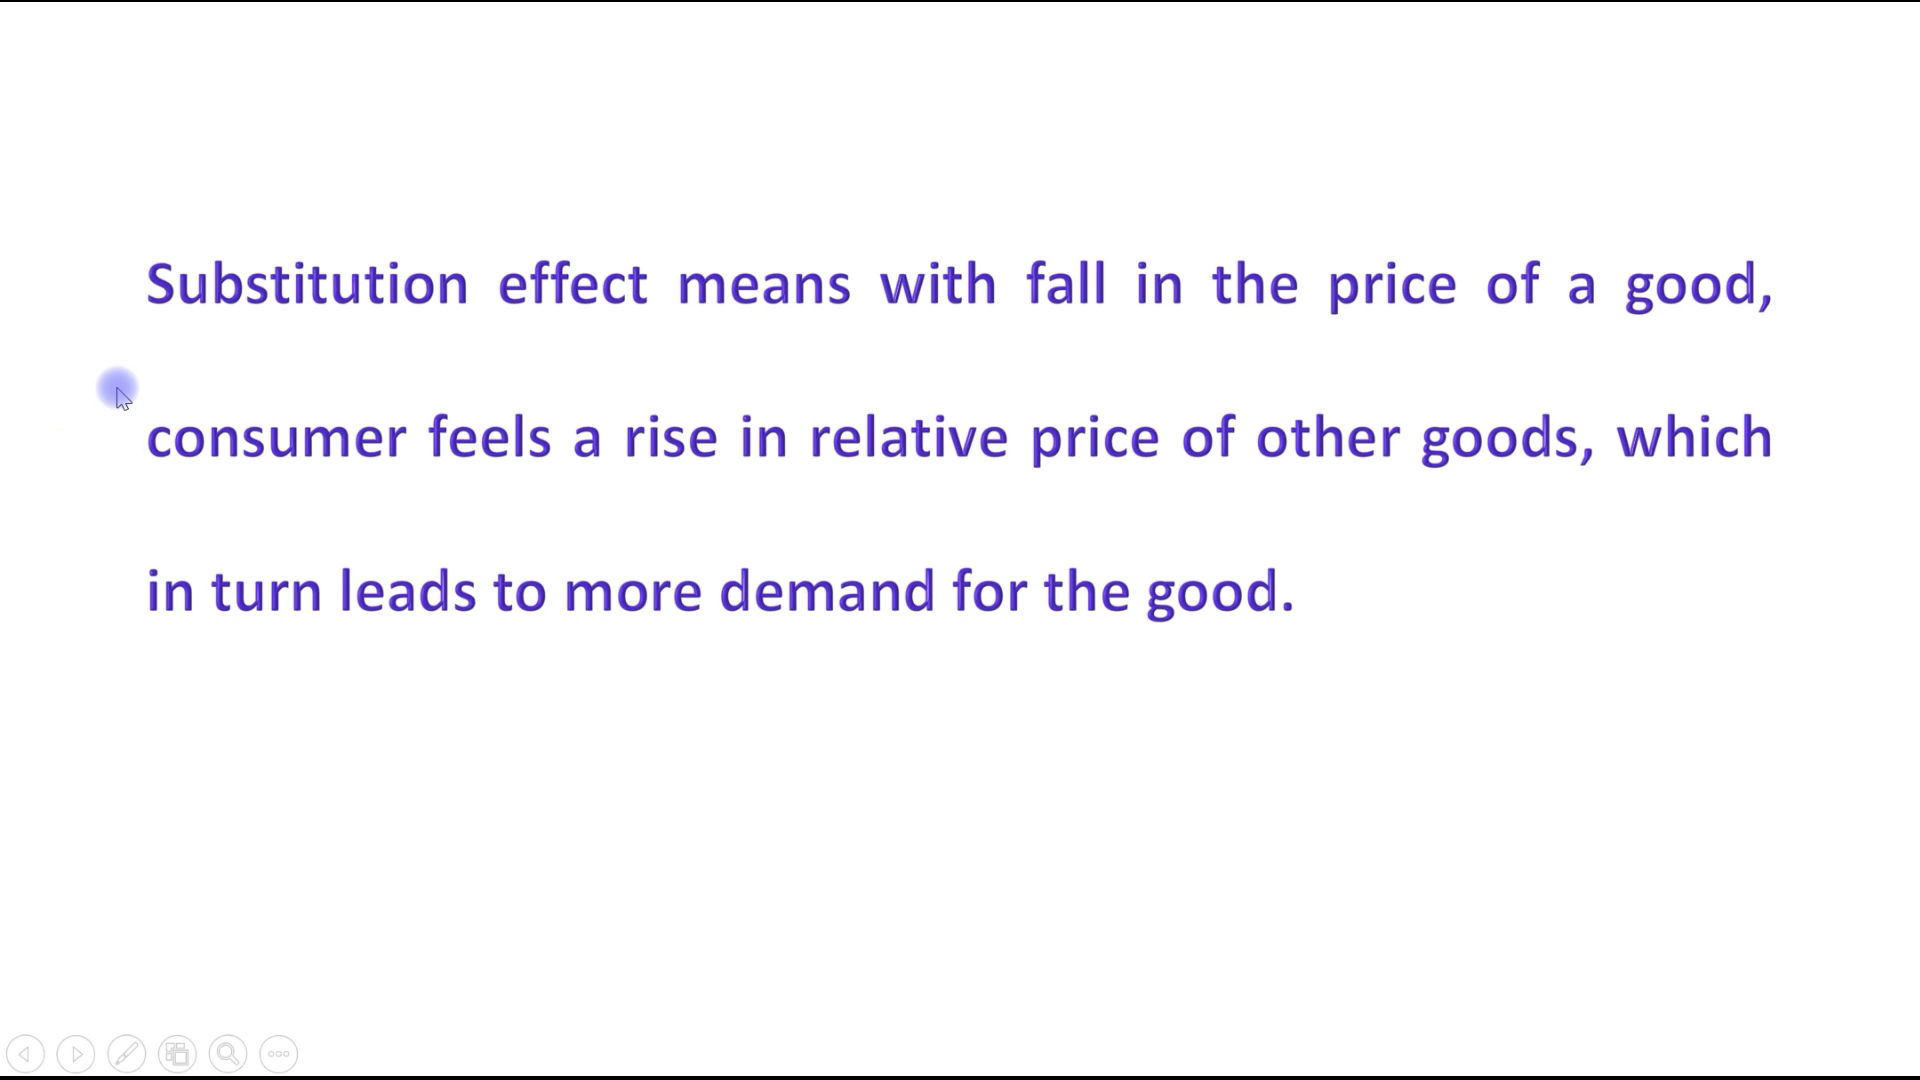 Substitution effect means with fall in the price of a good,
consumer feels a rise in relative price of other goods, which
in turn leads to more demand for the good.